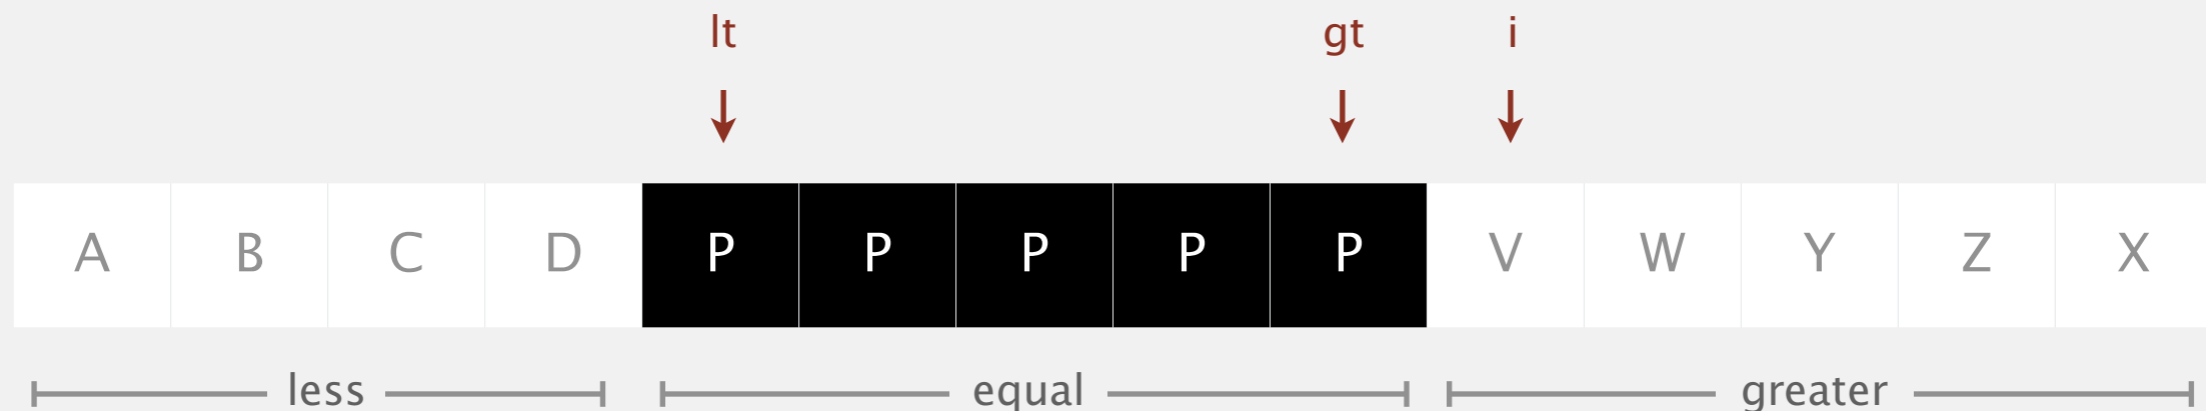 lt gt i
A B C D P P P P P V W Y Z X
less equal greater